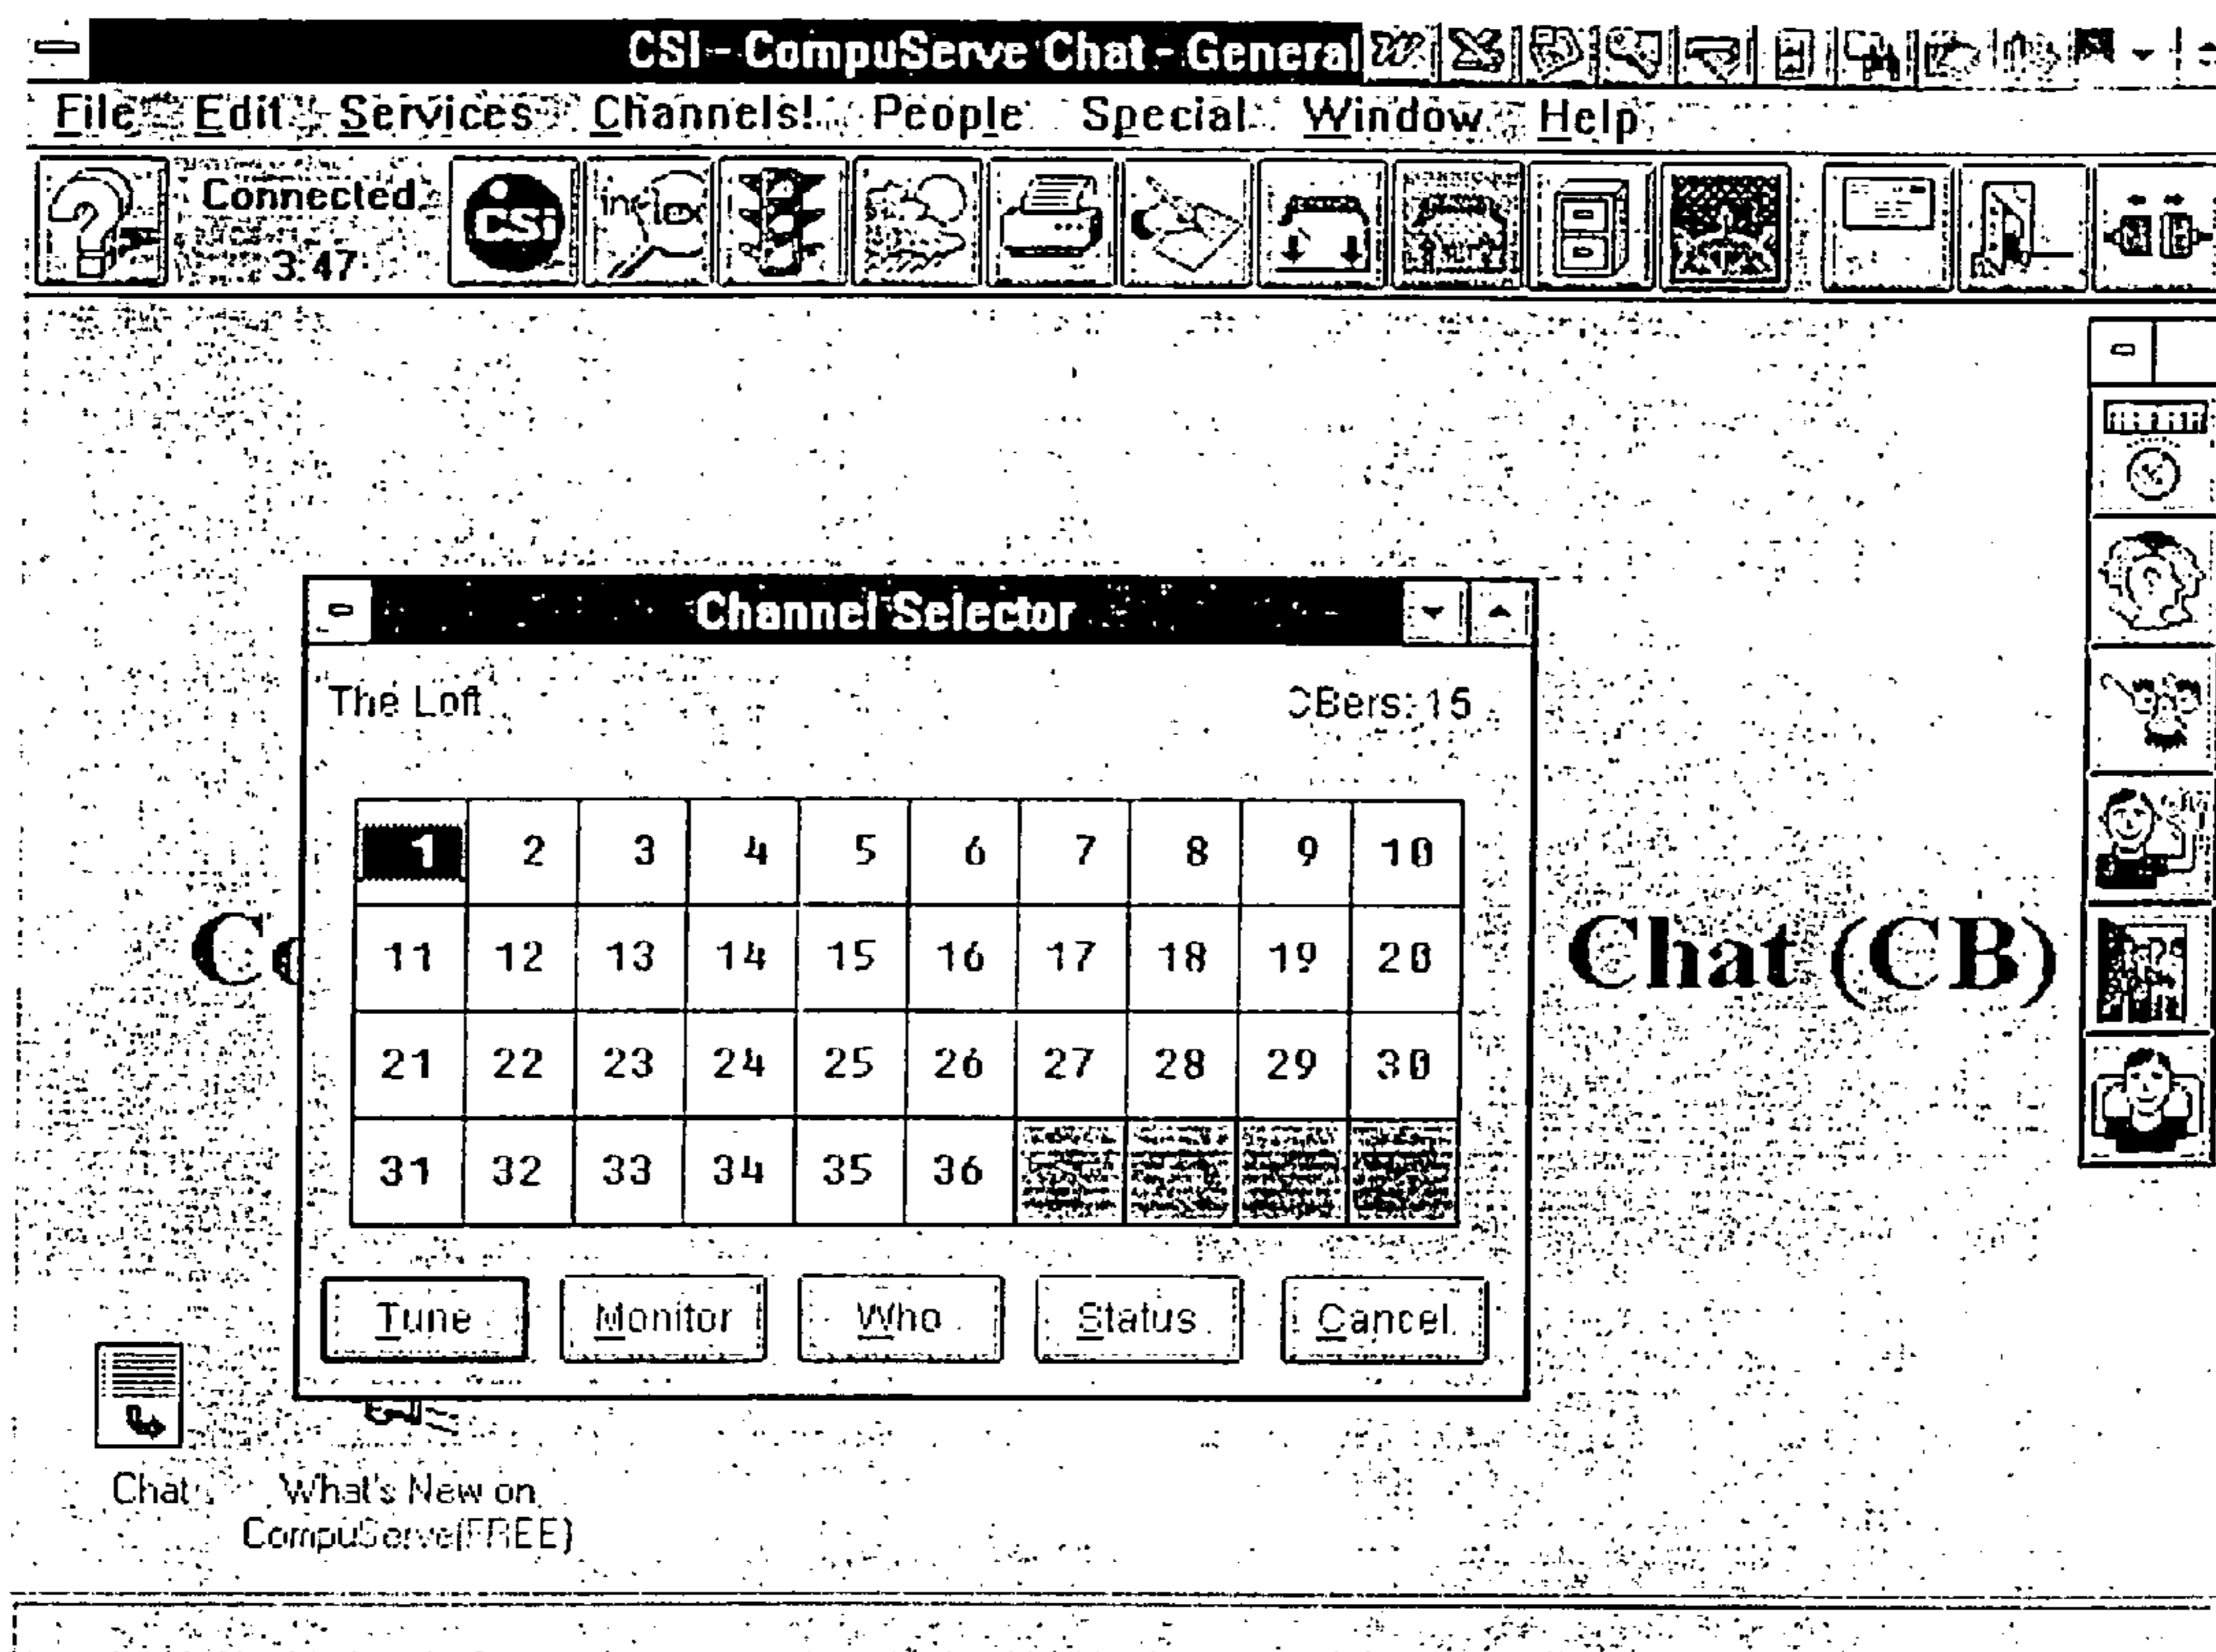 CSI - CompuServe Chat - General
File Edit Services Channels! People Special Window Help
Connected
3:47
CSi
index
Channel Selector
The Loft CBers: 15
1 2 3 4 5 6 7 8 9 10
11 12 13 14 15 16 17 18 19 20
21 22 23 24 25 26 27 28 29 30
31 32 33 34 35 36
Co Chat (CB)
Tune Monitor Who Status Cancel
Chat What's New on
CompuServe(FREE)